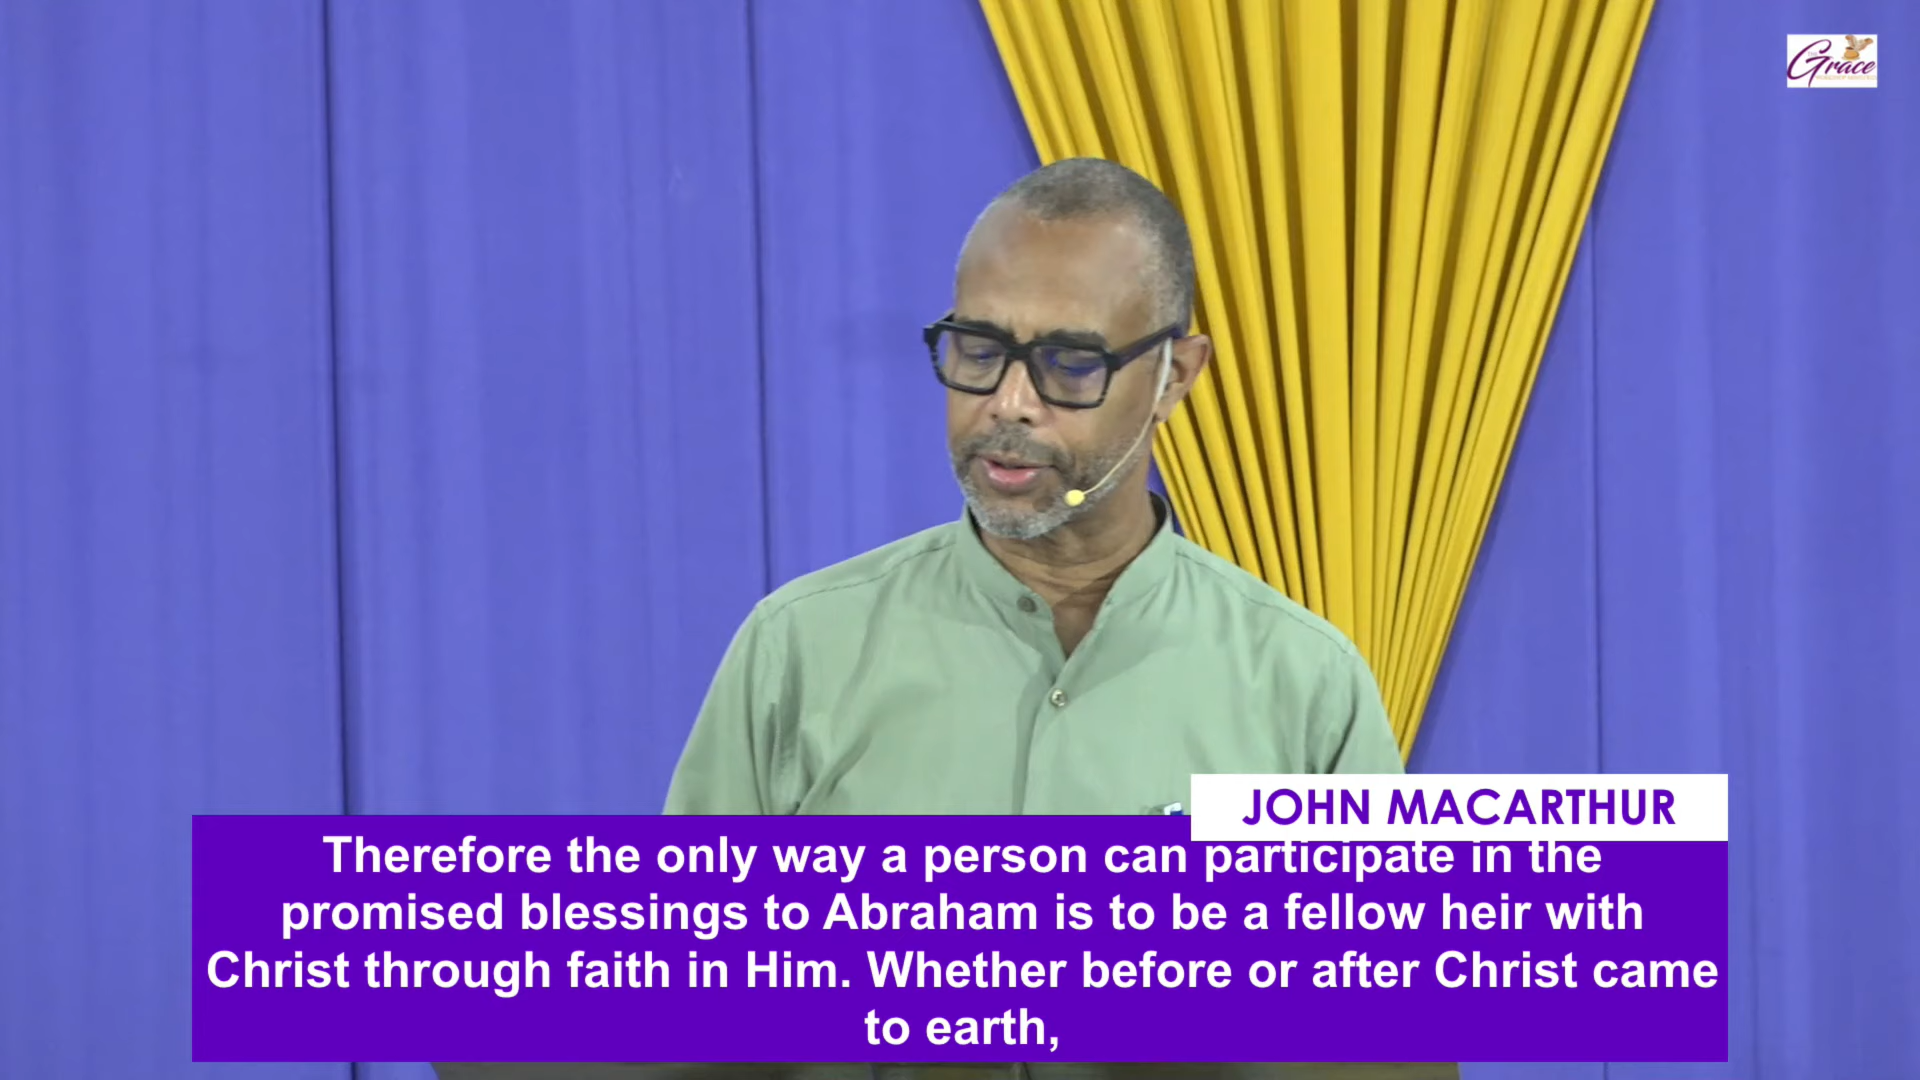 Grace
JOHN MACARTHUR
Therefore the only way a person can participate in the
promised blessings to Abraham is to be a fellow heir with
Christ through faith in Him. Whether before or after Christ came
to earth,